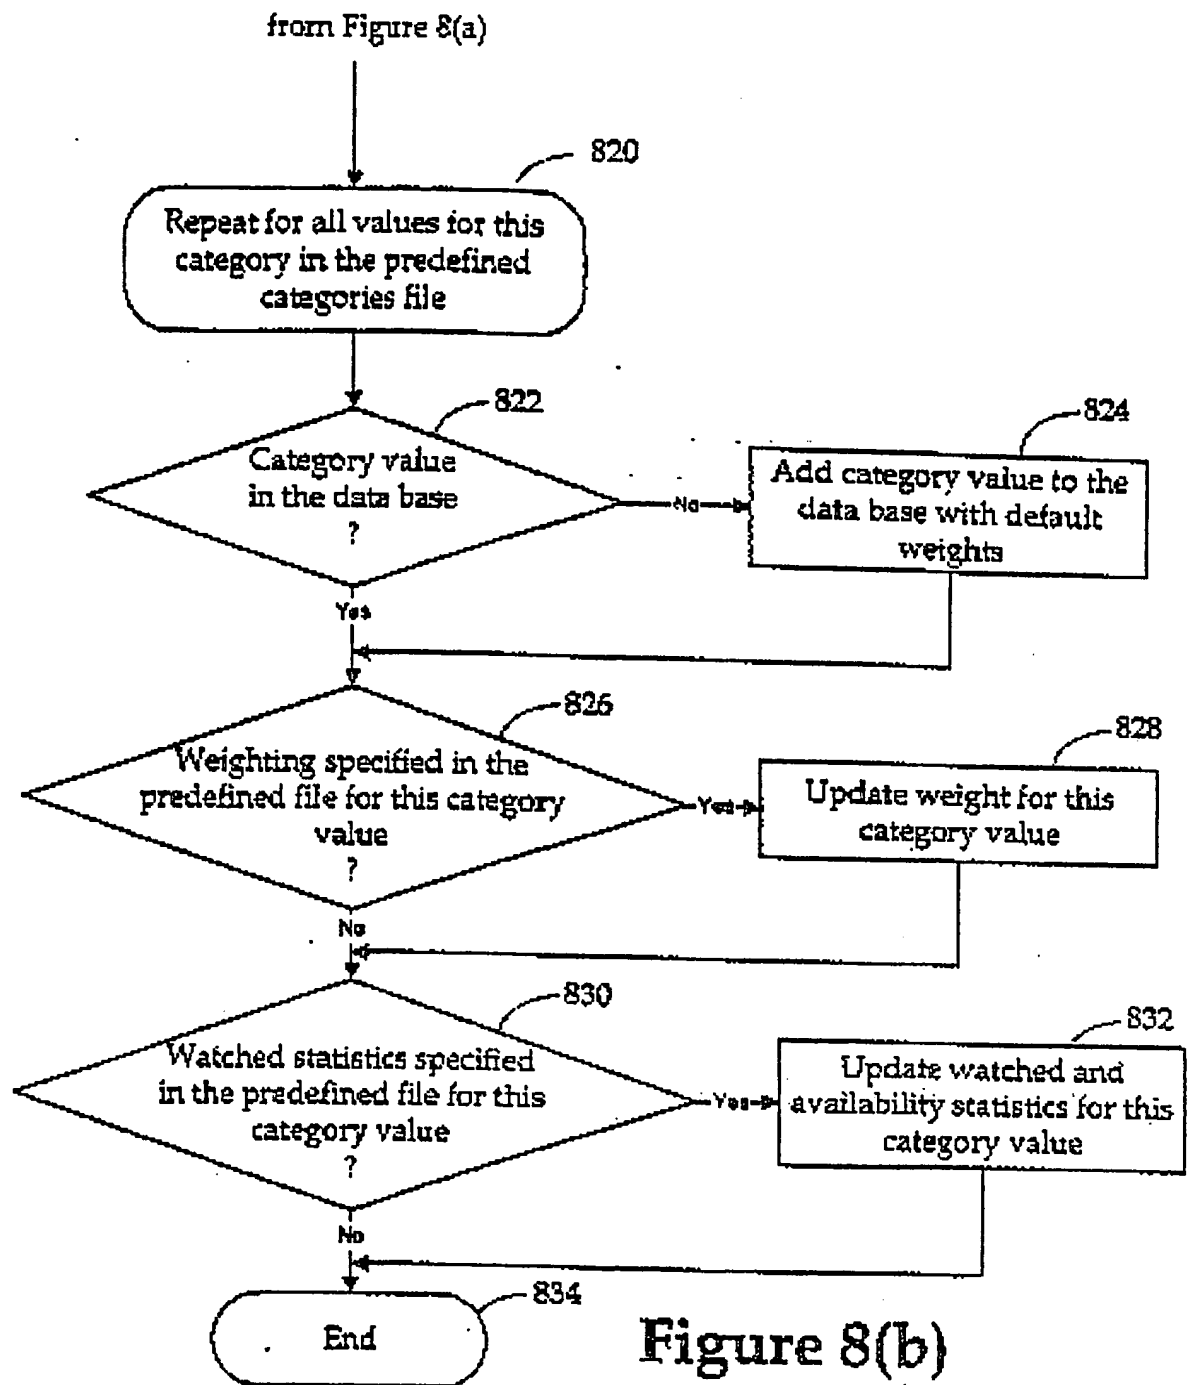 from Figure 8(a)
820
Repeat for all values for this
category in the predefined
categories file
822
Category value
in the data base
?
No
824
Add category value to the
data base with default
weights
Yes
826
Weighting specified in the
predefined file for this category
value
?
Yes
828
Update weight for this
category value
No
830
Watched statistics specified
in the predefined file for this
category value
?
Yes
832
Update watched and
availability statistics for this
category value
No
834
End
Figure 8(b)